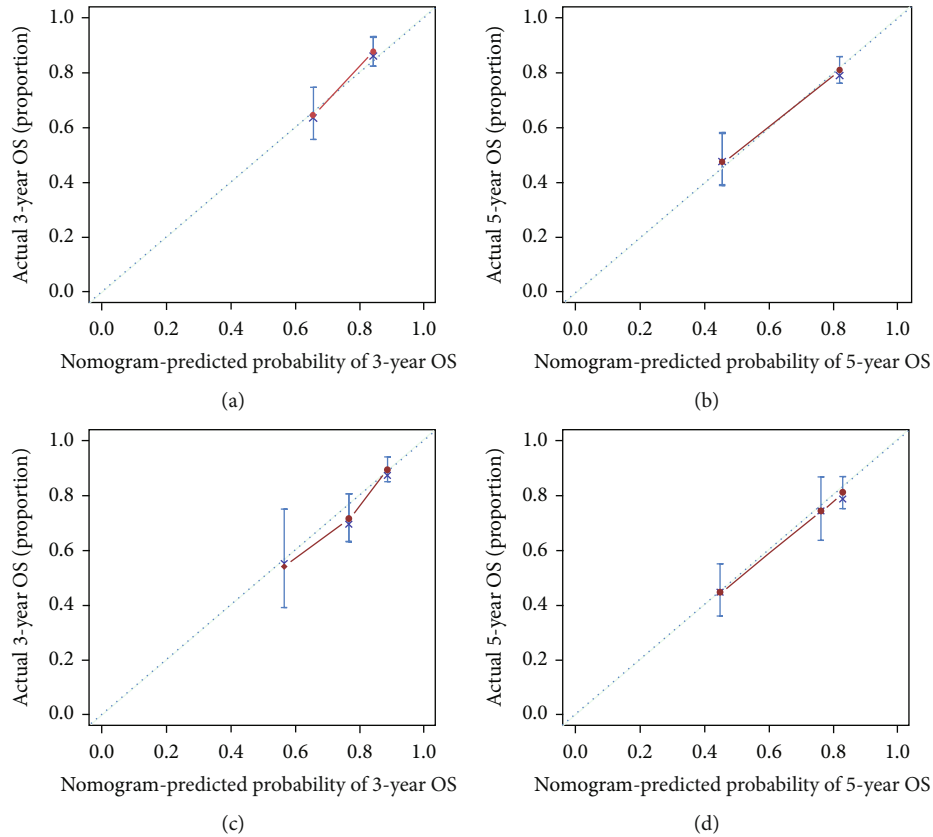 Actual 3-year OS (proportion)
1.0
0.8
0.6
0.4
0.2
0.0
0.0 0.2 0.4 0.6 0.8 1.0
Nomogram-predicted probability of 3-year OS
(a)
Actual 5-year OS (proportion)
1.0
0.8
0.6
0.4
0.2
0.0
0.0 0.2 0.4 0.6 0.8 1.0
Nomogram-predicted probability of 5-year OS
(b)
Actual 3-year OS (proportion)
1.0
0.8
0.6
0.4
0.2
0.0
0.0 0.2 0.4 0.6 0.8 1.0
Nomogram-predicted probability of 3-year OS
(c)
Actual 5-year OS (proportion)
1.0
0.8
0.6
0.4
0.2
0.0
0.0 0.2 0.4 0.6 0.8 1.0
Nomogram-predicted probability of 5-year OS
(d)